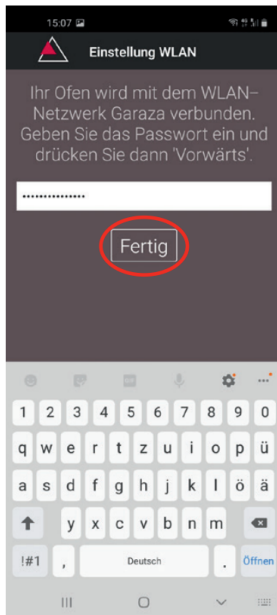 15:07
Einstellung WLAN
Ihr Ofen wird mit dem WLAN–
Netzwerk Garaza verbunden.
Geben Sie das Passwort ein und
drücken Sie dann 'Vorwärts'.
•••••••••••••••
Fertig
1 2 3 4 5 6 7 8 9 0
q w e r t z u i o p ü
a s d f g h j k l ö ä
y x c v b n m
!#1 , Deutsch . Öffnen